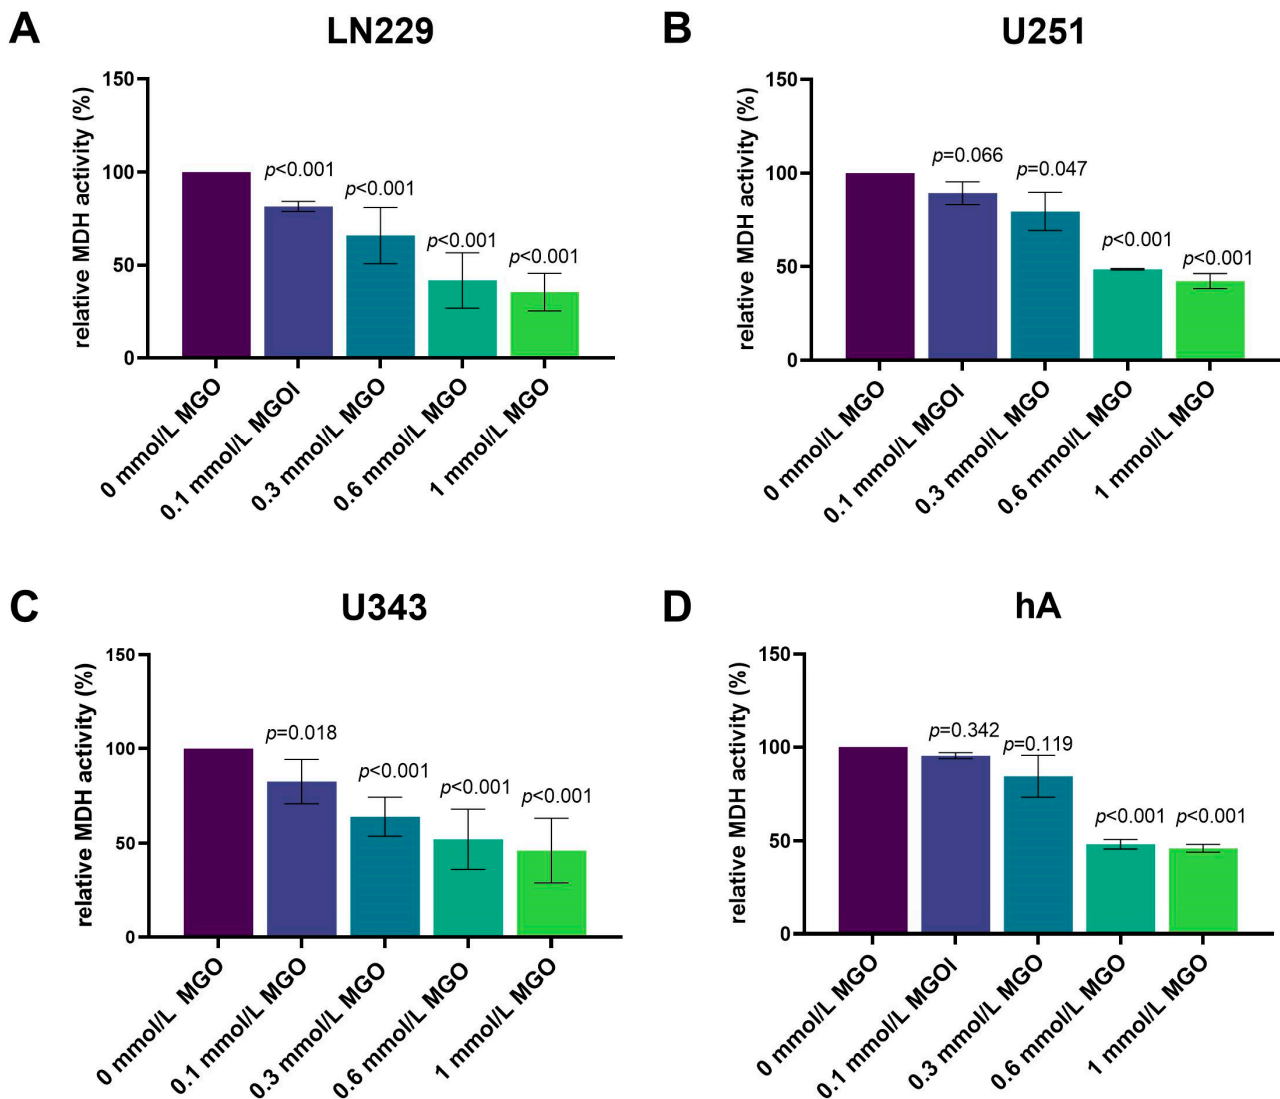 A
LN229
relative MDH activity (%)
150
100
50
0
p<0.001
p<0.001
p<0.001
p<0.001
0 mmol/L MGO
0.1 mmol/L MGOl
0.3 mmol/L MGO
0.6 mmol/L MGO
1 mmol/L MGO
B
U251
relative MDH activity (%)
150
100
50
0
p=0.066
p=0.047
p<0.001
p<0.001
0 mmol/L MGO
0.1 mmol/L MGOl
0.3 mmol/L MGO
0.6 mmol/L MGO
1 mmol/L MGO
C
U343
relative MDH activity (%)
150
100
50
0
p=0.018
p<0.001
p<0.001
p<0.001
0 mmol/L MGO
0.1 mmol/L MGO
0.3 mmol/L MGO
0.6 mmol/L MGO
1 mmol/L MGO
D
hA
relative MDH activity (%)
150
100
50
0
p=0.342
p=0.119
p<0.001
p<0.001
0 mmol/L MGO
0.1 mmol/L MGOl
0.3 mmol/L MGO
0.6 mmol/L MGO
1 mmol/L MGO